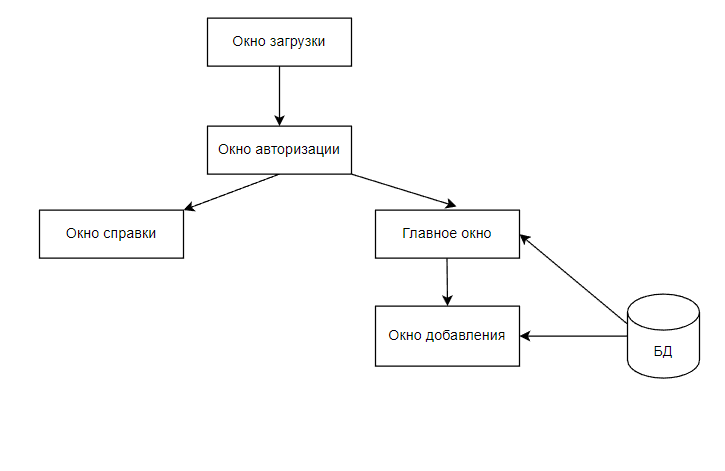 Окно загрузки
Окно авторизации
Окно справки
Главное окно
Окно добавления
БД